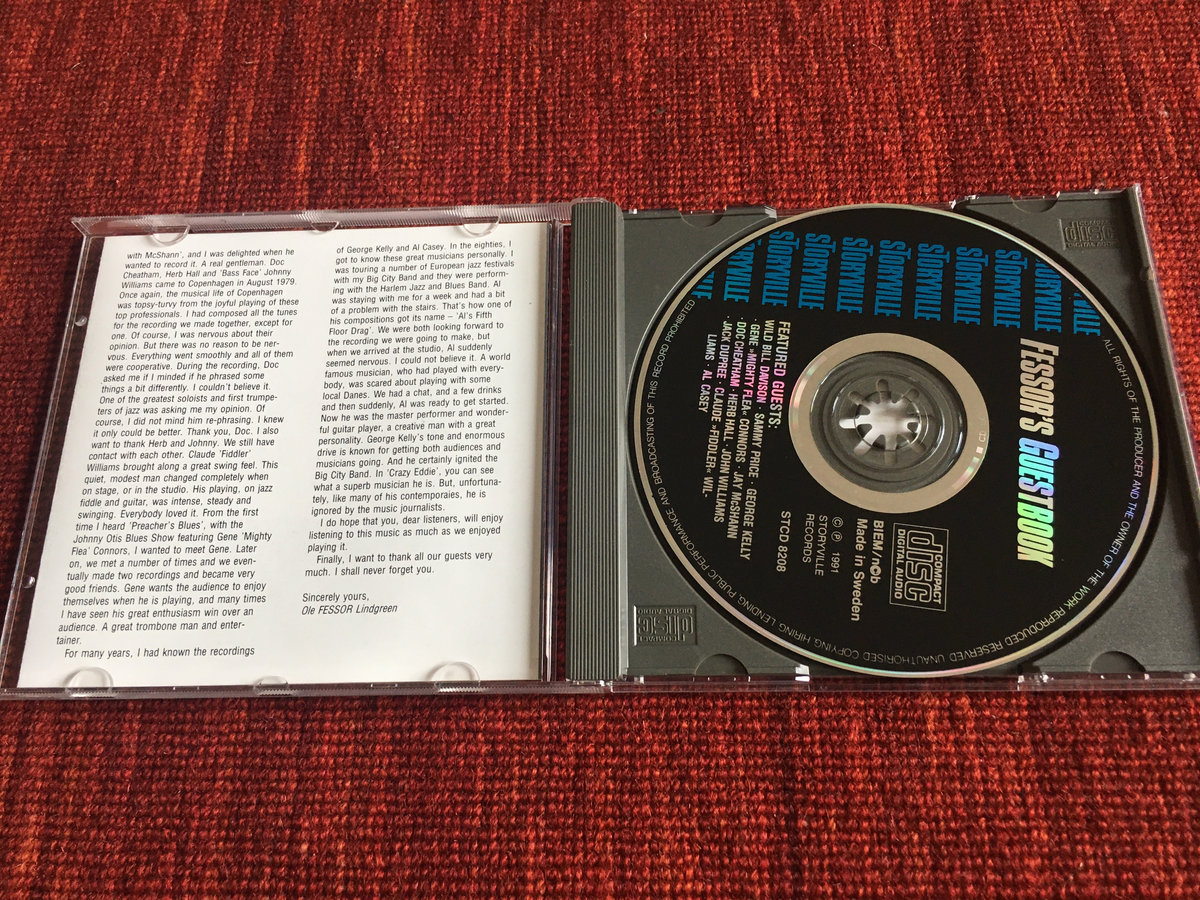 with McShann', and I was delighted when he
wanted to record it. A real gentleman. Doc
Cheatham, Herb Hall and 'Bass Face' Johnny
Williams came to Copenhagen in August 1979.
Once again, the musical life of Copenhagen
was topsy-turvy from the joyful playing of these
top professionals. I had composed all the tunes
for the recording we made together, except for
one. Of course, I was nervous about their
opinion. But there was no reason to be ner-
vous. Everything went smoothly and all of them
were cooperative. During the recording, Doc
asked me if I minded if he phrased some
things a bit differently. I couldn't believe it.
One of the greatest soloists and first trumpe-
ters of jazz was asking me my opinion. Of
course, I did not mind him re-phrasing. I knew
it only could be better. Thank you, Doc. I also
want to thank Herb and Johnny. We still have
contact with each other. Claude 'Fiddler'
Williams brought along a great swing feel. This
quiet, modest man changed completely when
on stage, or in the studio. His playing, on jazz
fiddle and guitar, was intense, steady and
swinging. Everybody loved it. From the first
time I heard 'Preacher's Blues', with the
Johnny Otis Blues Show featuring Gene 'Mighty
Flea' Connors, I wanted to meet Gene. Later
on, we met a number of times and we even-
tually made two recordings and became very
good friends. Gene wants the audience to enjoy
themselves when he is playing, and many times
I have seen his great enthusiasm win over an
audience. A great trombone man and enter-
tainer.
For many years, I had known the recordings
of George Kelly and Al Casey. In the eighties, I
got to know these great musicians personally. I
was touring a number of European jazz festivals
with my Big City Band and they were perform-
ing with the Harlem Jazz and Blues Band. Al
was staying with me for a week and had a bit
of a problem with the stairs. That's how one of
his compositions got its name – 'Al's Fifth
Floor Drag'. We were both looking forward to
the recording we were going to make, but
when we arrived at the studio, Al suddenly
seemed nervous. I could not believe it. A world
famous musician, who had played with every-
body, was scared about playing with some
local Danes. We had a chat, and a few drinks
and then suddenly, Al was ready to get started.
Now he was the master performer and wonder-
ful guitar player, a creative man with a great
personality. George Kelly's tone and enormous
drive is known for getting both audiences and
musicians going. And he certainly ignited the
Big City Band. In 'Crazy Eddie', you can see
what a superb musician he is. But, unfortuna-
tely, like many of his contemporaies, he is
ignored by the music journalists.
I do hope that you, dear listeners, will enjoy
listening to this music as much as we enjoyed
playing it.
Finally, I want to thank all our guests very
much. I shall never forget you.
Sincerely yours,
Ole FESSOR Lindgreen
STORYVILLE
STORYVILLE
STORYVILLE
STORYVILLE
STORYVILLE
STORYVILLE
STORYVILLE
STORYVILLE
FESSOR'S GUESTBOOK
FEATURED GUESTS:
WILD BILL DAVISON · SAMMY PRICE · GEORGE KELLY
· GENE »MIGHTY FLEA« CONNORS · JAY McSHANN
· DOC CHEATHAM · HERB HALL · JOHN WILLIAMS
· JACK DUPREE · CLAUDE »FIDDLER« WIL-
LIAMS · AL CASEY
STCD 8208
© ℗ 1991
STORYVILLE
RECORDS
BIEM/n©b
Made in Sweden
COMPACT
disc
DIGITAL AUDIO
ALL RIGHTS OF THE PRODUCER AND THE OWNER OF THE WORK REPRODUCED RESERVED UNAUTHORISED COPYING HIRING LENDING PUBLIC PERFORMANCE AND BROADCASTING OF THIS RECORD PROHIBITED
COMPACT
disc
DIGITAL AUDIO
COMPACT
disc
DIGITAL AUDIO